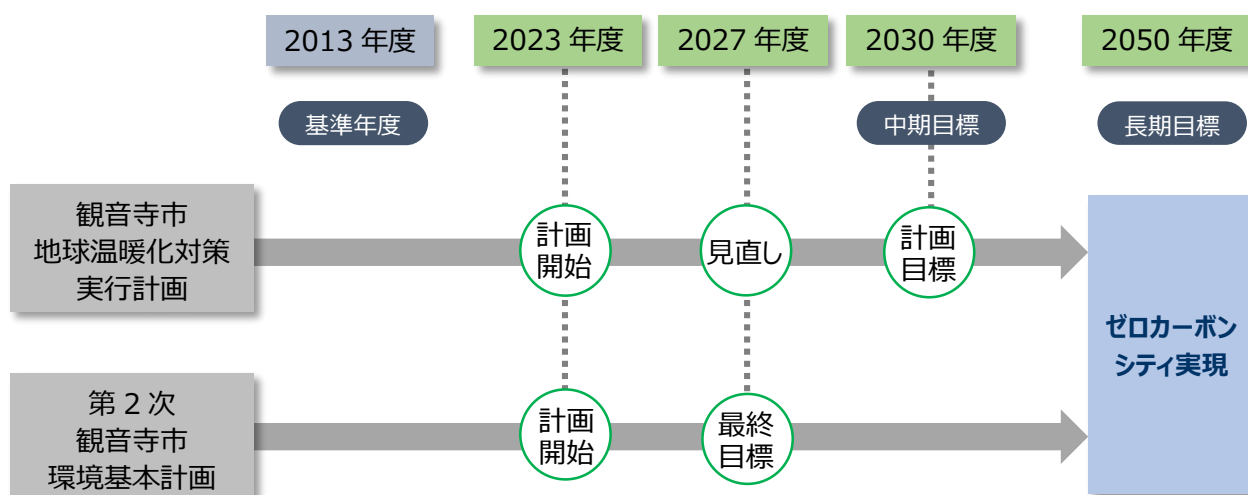 2013 年度
2023 年度
2027 年度
2030 年度
2050 年度
基準年度
中期目標
長期目標
観音寺市
地球温暖化対策
実行計画
計画
開始
見直し
計画
目標
ゼロカーボン
シティ実現
第２次
観音寺市
環境基本計画
計画
開始
最終
目標